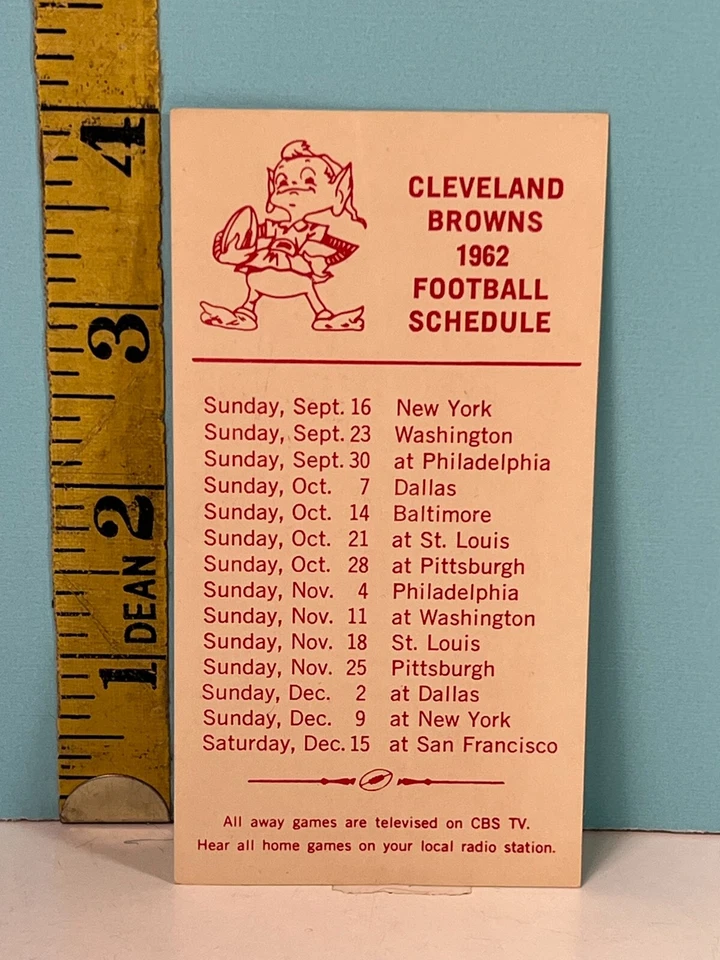 4
3
2
1
DEAN
CLEVELAND
BROWNS
1962
FOOTBALL
SCHEDULE
Sunday, Sept. 16 New York
Sunday, Sept. 23 Washington
Sunday, Sept. 30 at Philadelphia
Sunday, Oct. 7 Dallas
Sunday, Oct. 14 Baltimore
Sunday, Oct. 21 at St. Louis
Sunday, Oct. 28 at Pittsburgh
Sunday, Nov. 4 Philadelphia
Sunday, Nov. 11 at Washington
Sunday, Nov. 18 St. Louis
Sunday, Nov. 25 Pittsburgh
Sunday, Dec. 2 at Dallas
Sunday, Dec. 9 at New York
Saturday, Dec. 15 at San Francisco
All away games are televised on CBS TV.
Hear all home games on your local radio station.